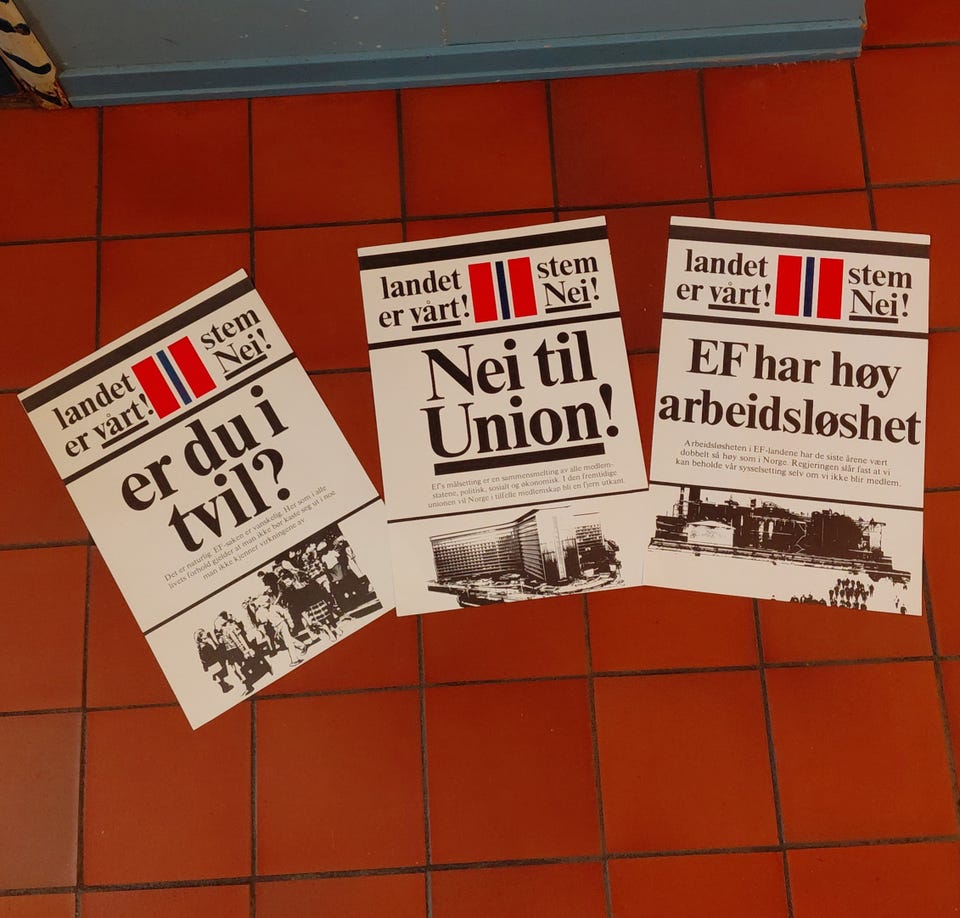 landet stem
er vårt! Nei!
er du i
tvil?
Det er naturlig. EF-saken er vanskelig. Her som i alle
livets forhold gjelder at man ikke bør kaste seg ut i noe
man ikke kjenner virkningene av
landet stem
er vårt! Nei!
Nei til
Union!
EF's målsetting er en sammensmelting av alle medlem-
statene, politisk, sosialt og økonomisk. I den fremtidige
unionen vil Norge i tilfelle medlemskap bli en fjern utkant.
landet stem
er vårt! Nei!
EF har høy
arbeidsløshet
Arbeidsløsheten i EF-landene har de siste årene vært
dobbelt så høy som i Norge. Regjeringen slår fast at vi
kan beholde vår sysselsetting selv om vi ikke blir medlem.